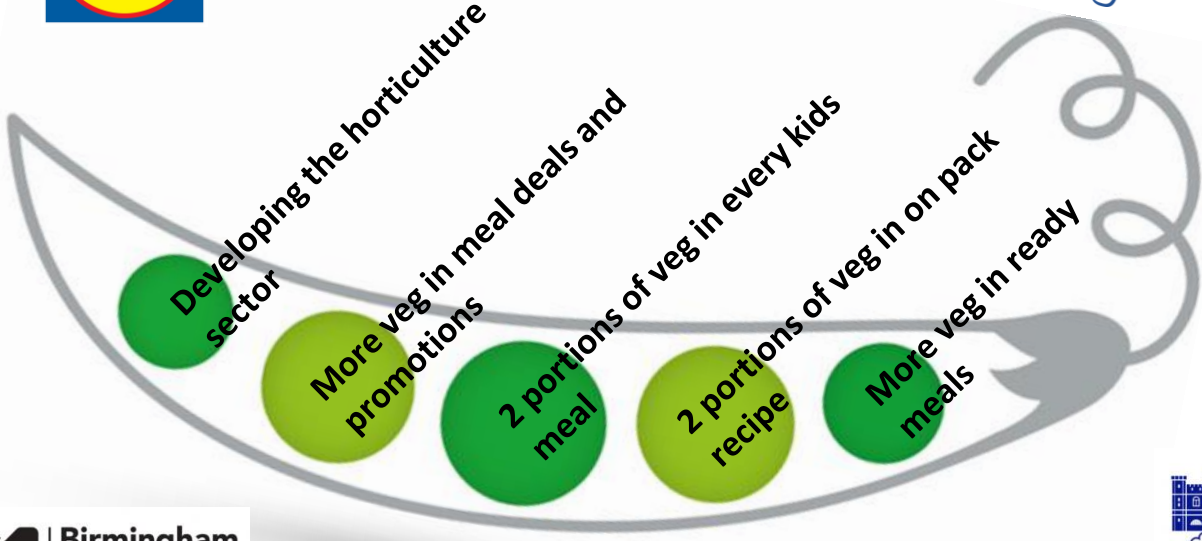 Developing the horticulture
sector
More veg in meal deals and
promotions
2 portions of veg in every kids
meal
2 portions of veg in on pack
recipe
More veg in ready
meals
Birmingham